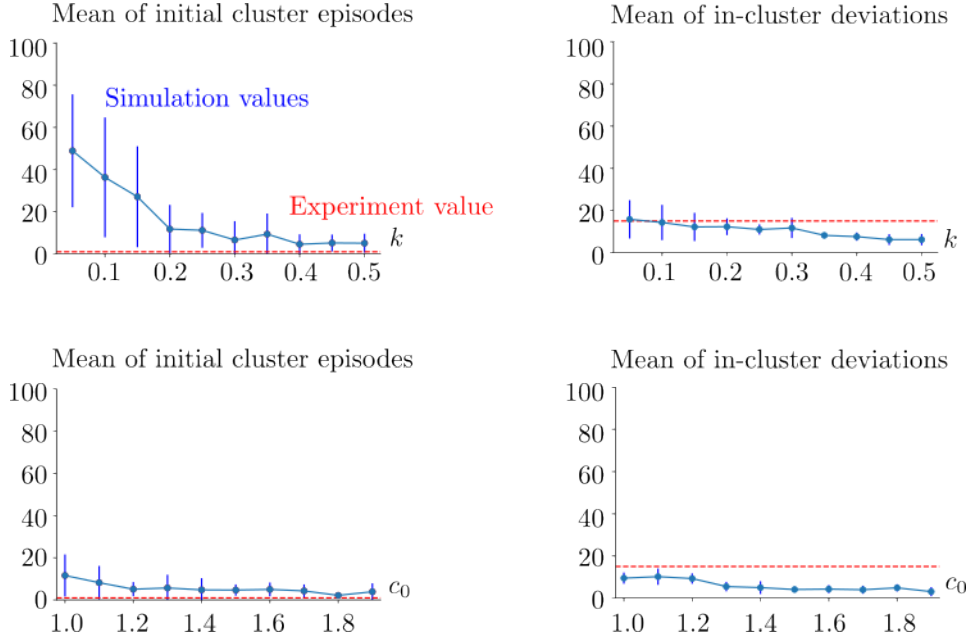 Mean of initial cluster episodes
100
80
60
40
20
0
Simulation values
Experiment value
k
0.1 0.2 0.3 0.4 0.5
Mean of in-cluster deviations
100
80
60
40
20
0
k
0.1 0.2 0.3 0.4 0.5
Mean of initial cluster episodes
100
80
60
40
20
0
c₀
1.0 1.2 1.4 1.6 1.8
Mean of in-cluster deviations
100
80
60
40
20
0
c₀
1.0 1.2 1.4 1.6 1.8